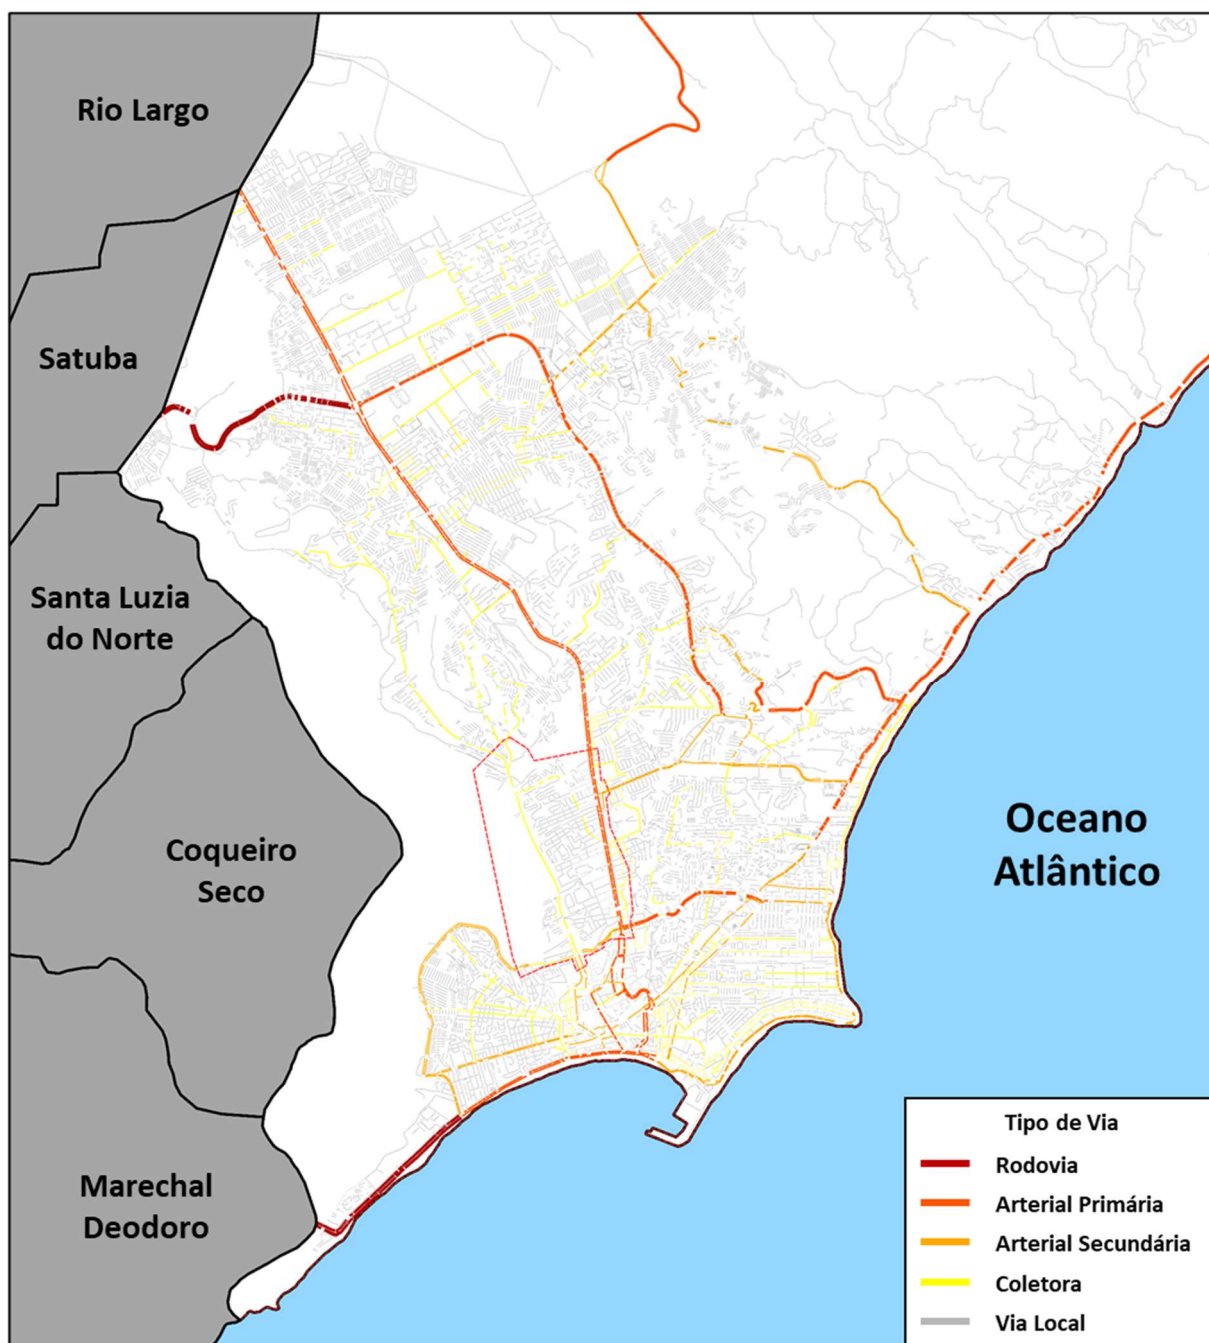 Rio Largo
Satuba
Santa Luzia
do Norte
Coqueiro
Seco
Oceano
Atlântico
Marechal
Deodoro
Tipo de Via
Rodovia
Arterial Primária
Arterial Secundária
Coletora
Via Local